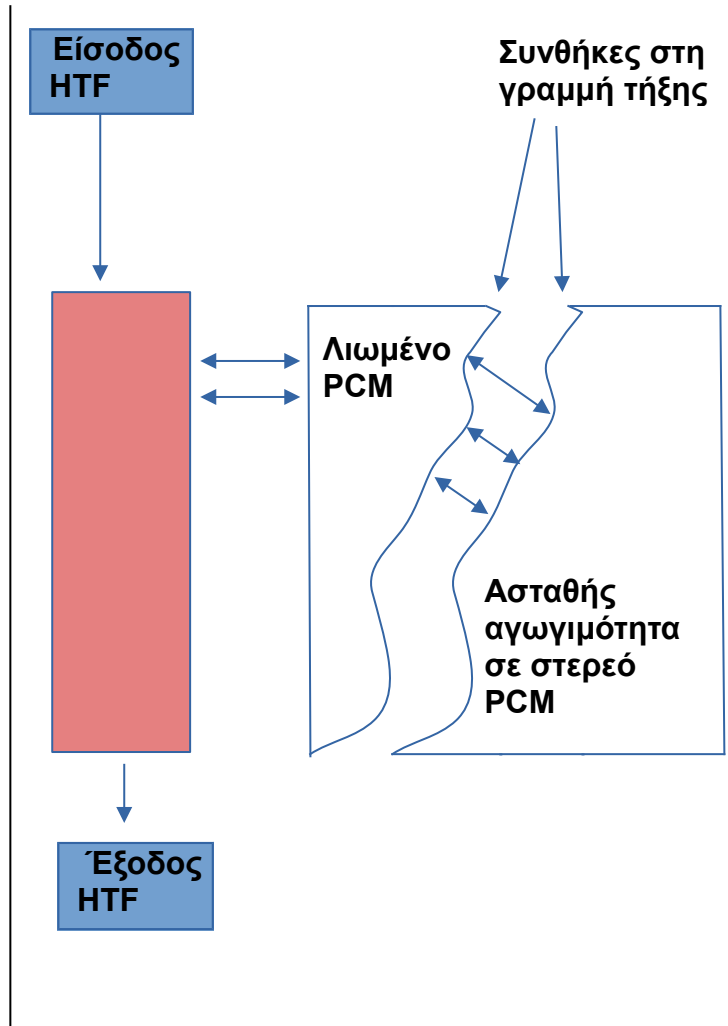 Είσοδος
HTF
Συνθήκες στη
γραμμή τήξης
Λιωμένο
PCM
Ασταθής
αγωγιμότητα
σε στερεό
PCM
Έξοδος
HTF